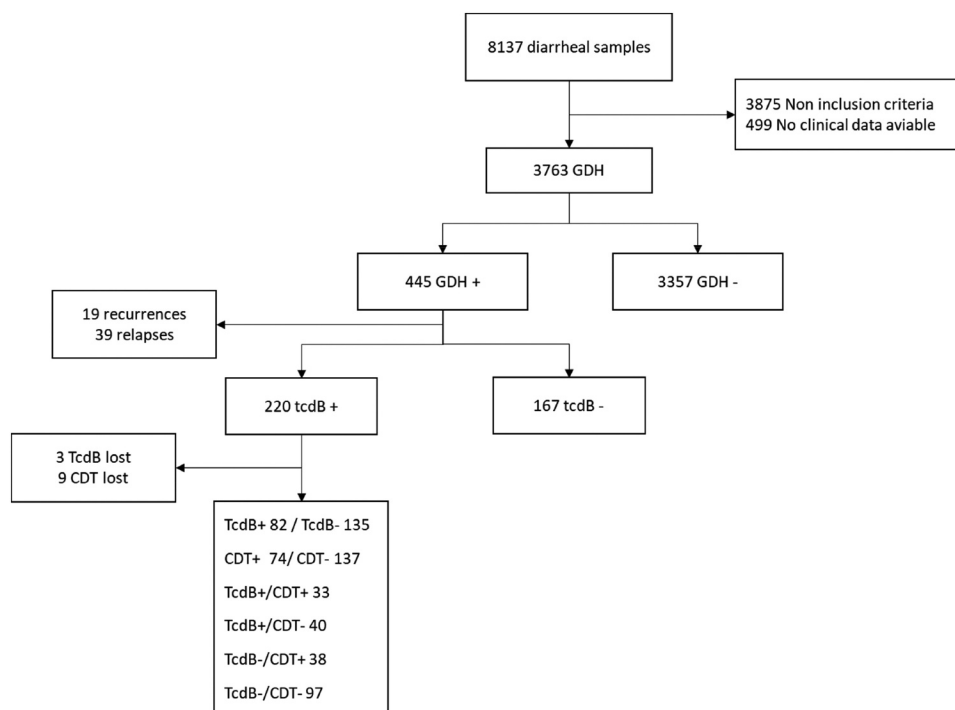 8137 diarrheal samples
3875 Non inclusion criteria
499 No clinical data aviable
3763 GDH
445 GDH +
3357 GDH -
19 recurrences
39 relapses
220 tcdB +
167 tcdB -
3 TcdB lost
9 CDT lost
TcdB+ 82 / TcdB- 135
CDT+ 74/ CDT- 137
TcdB+/CDT+ 33
TcdB+/CDT- 40
TcdB-/CDT+ 38
TcdB-/CDT- 97